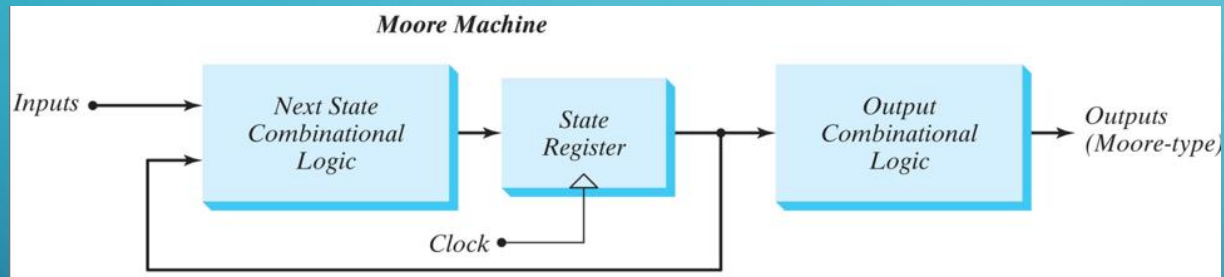 Moore Machine
Inputs
Next State
Combinational
Logic
State
Register
Output
Combinational
Logic
Outputs
(Moore-type)
Clock